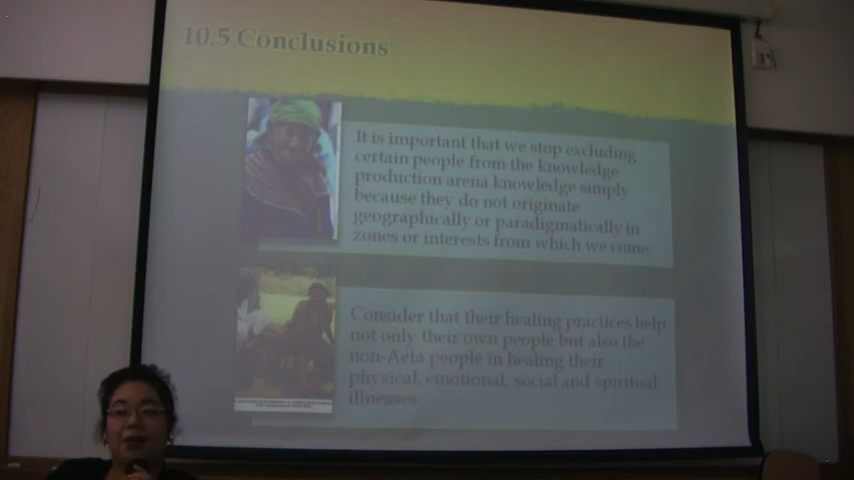 10.5 Conclusions
It is important that we stop excluding
certain people from the knowledge
production arena knowledge simply
because they do not originate
geographically or paradigmatically in
zones or interests from which we come;
Consider that their healing practices help
not only their own people but also the
non-Aeta people in healing their
physical, emotional, social and spiritual
illnesses.